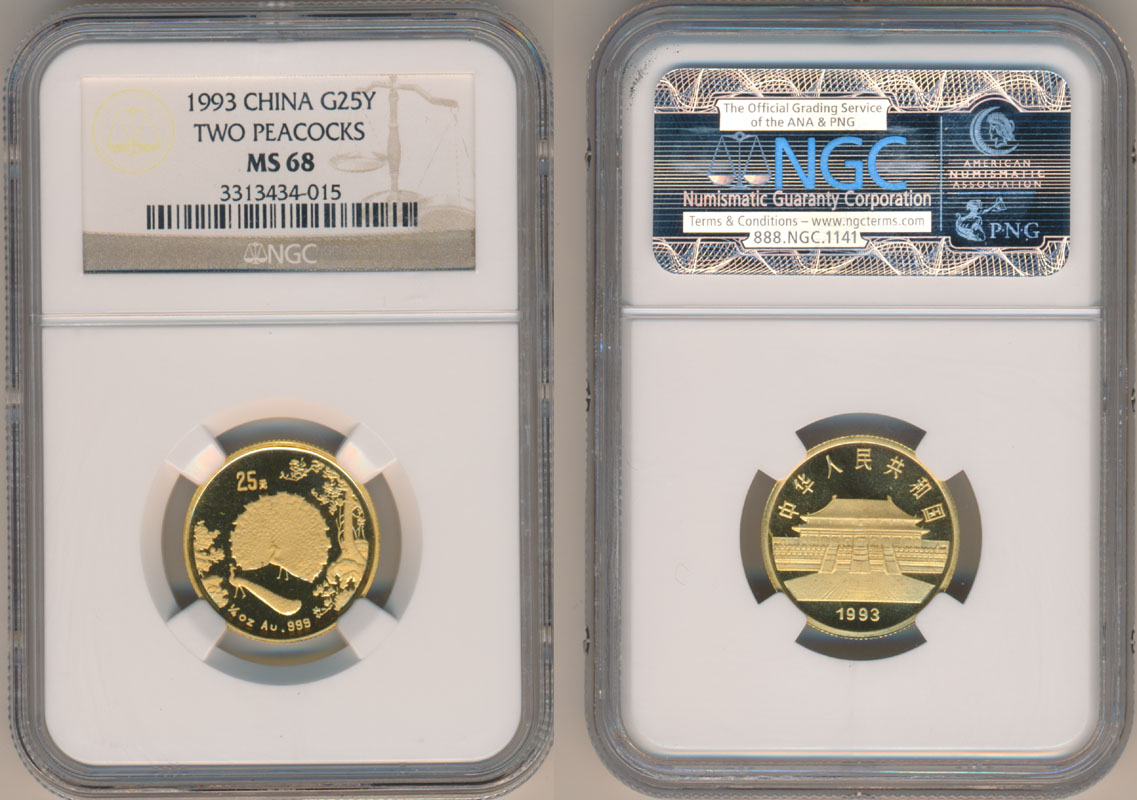 1993 CHINA G25Y
TWO PEACOCKS
MS 68
3313434-015
NGC
25元
¼oz Au .999
The Official Grading Service
of the ANA & PNG
NGC
Numismatic Guaranty Corporation
Terms & Conditions – www.ngcterms.com
888.NGC.1141
AMERICAN
NUMISMATIC
ASSOCIATION
PNG
中华人民共和国
1993